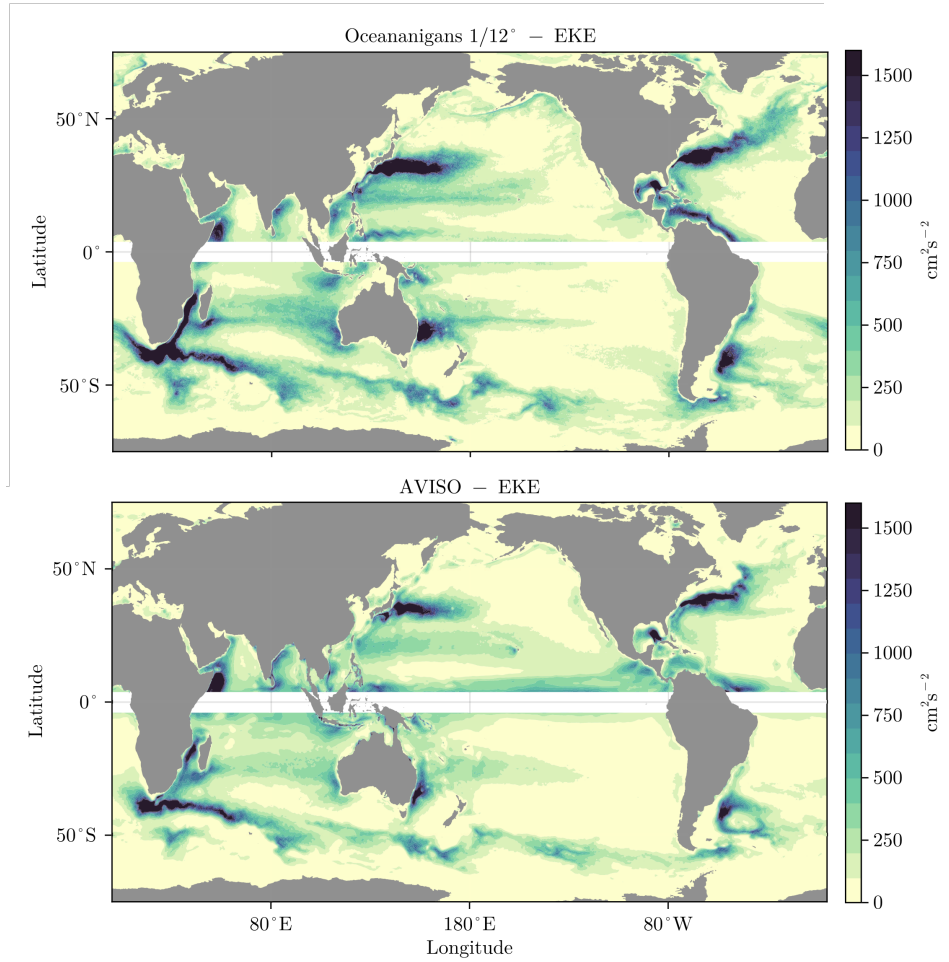 Oceananigans 1/12° − EKE
50°N
0°
50°S
Latitude
1500
1250
1000
750
500
250
0
cm²s⁻²
AVISO − EKE
50°N
0°
50°S
Latitude
80°E
180°E
80°W
Longitude
1500
1250
1000
750
500
250
0
cm²s⁻²